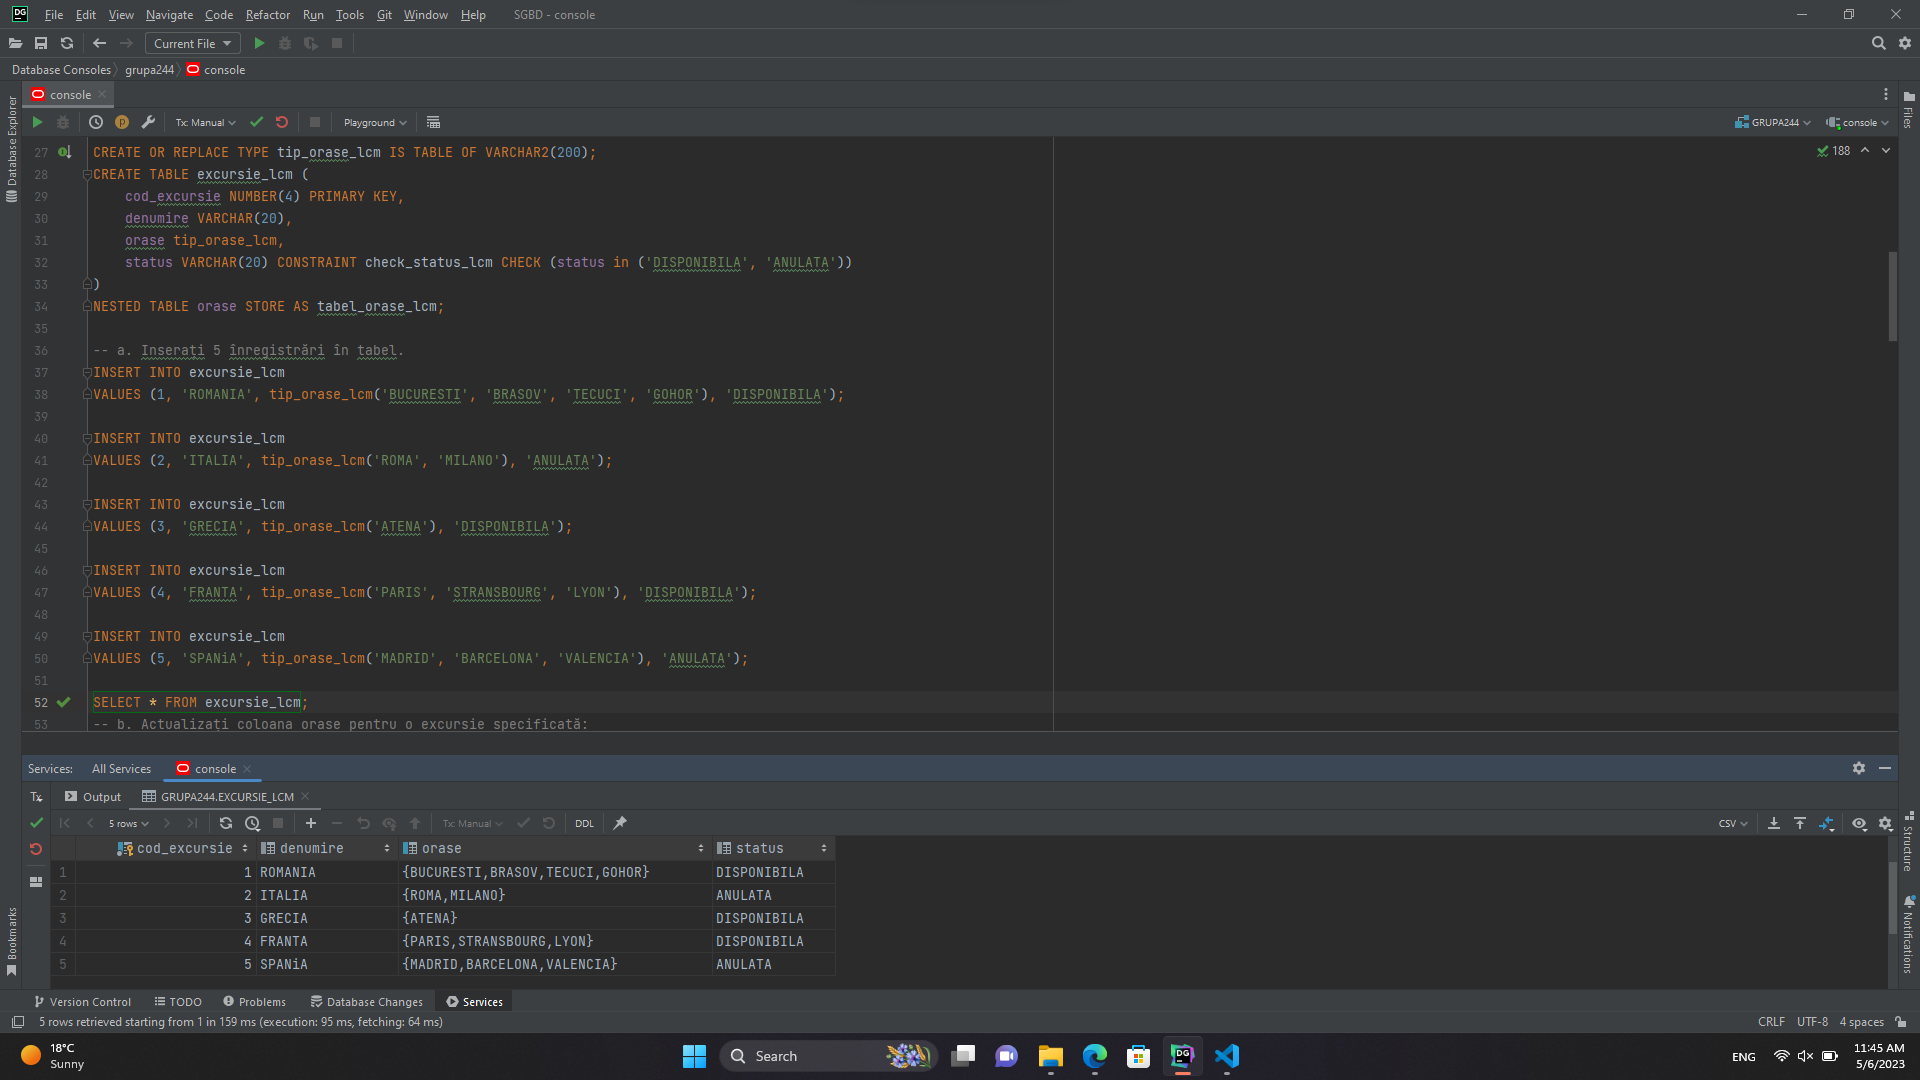 DG File Edit View Navigate Code Refactor Run Tools Git Window Help SGBD - console
Current File
Database Consoles grupa244 console
console
Tx: Manual Playground GRUPA244 console
Database Explorer
Files
188
27 CREATE OR REPLACE TYPE tip_orase_lcm IS TABLE OF VARCHAR2(200);
28 CREATE TABLE excursie_lcm (
29 cod_excursie NUMBER(4) PRIMARY KEY,
30 denumire VARCHAR(20),
31 orase tip_orase_lcm,
32 status VARCHAR(20) CONSTRAINT check_status_lcm CHECK (status in ('DISPONIBILA', 'ANULATA'))
33 )
34 NESTED TABLE orase STORE AS tabel_orase_lcm;
35
36 -- a. Inserați 5 înregistrări în tabel.
37 INSERT INTO excursie_lcm
38 VALUES (1, 'ROMANIA', tip_orase_lcm('BUCURESTI', 'BRASOV', 'TECUCI', 'GOHOR'), 'DISPONIBILA');
39
40 INSERT INTO excursie_lcm
41 VALUES (2, 'ITALIA', tip_orase_lcm('ROMA', 'MILANO'), 'ANULATA');
42
43 INSERT INTO excursie_lcm
44 VALUES (3, 'GRECIA', tip_orase_lcm('ATENA'), 'DISPONIBILA');
45
46 INSERT INTO excursie_lcm
47 VALUES (4, 'FRANTA', tip_orase_lcm('PARIS', 'STRANSBOURG', 'LYON'), 'DISPONIBILA');
48
49 INSERT INTO excursie_lcm
50 VALUES (5, 'SPANiA', tip_orase_lcm('MADRID', 'BARCELONA', 'VALENCIA'), 'ANULATA');
51
52 SELECT * FROM excursie_lcm;
53 -- b. Actualizați coloana orase pentru o excursie specificată:
Services: All Services console
Tx Output GRUPA244.EXCURSIE_LCM
5 rows Tx: Manual DDL CSV
cod_excursie denumire orase status
1 1 ROMANIA {BUCURESTI,BRASOV,TECUCI,GOHOR} DISPONIBILA
2 2 ITALIA {ROMA,MILANO} ANULATA
3 3 GRECIA {ATENA} DISPONIBILA
4 4 FRANTA {PARIS,STRANSBOURG,LYON} DISPONIBILA
5 5 SPANiA {MADRID,BARCELONA,VALENCIA} ANULATA
Bookmarks
Structure
Notifications
Version Control TODO Problems Database Changes Services
5 rows retrieved starting from 1 in 159 ms (execution: 95 ms, fetching: 64 ms) CRLF UTF-8 4 spaces
18°C
Sunny
Search
DG
ENG
11:45 AM
5/6/2023